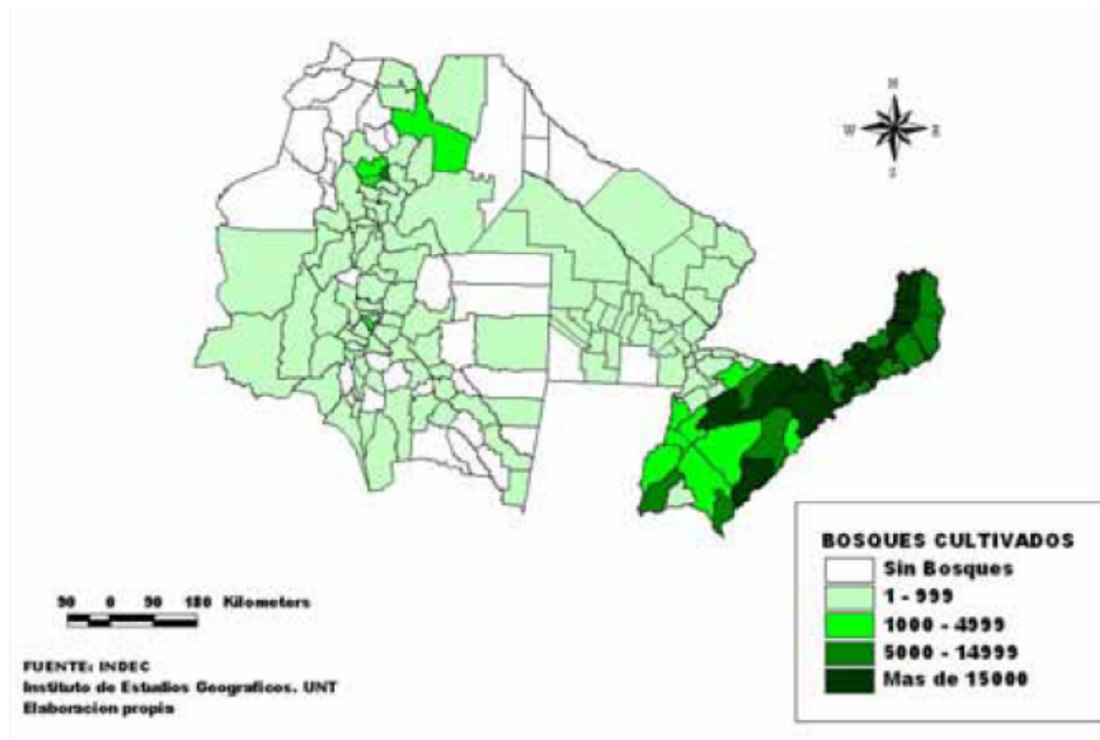 N
W E
S
BOSQUES CULTIVADOS
Sin Bosques
1 - 999
1000 - 4999
5000 - 14999
Mas de 15000
90 0 90 180 Kilometers
FUENTE: INDEC
Instituto de Estudios Geograficos. UNT
Elaboracion propia